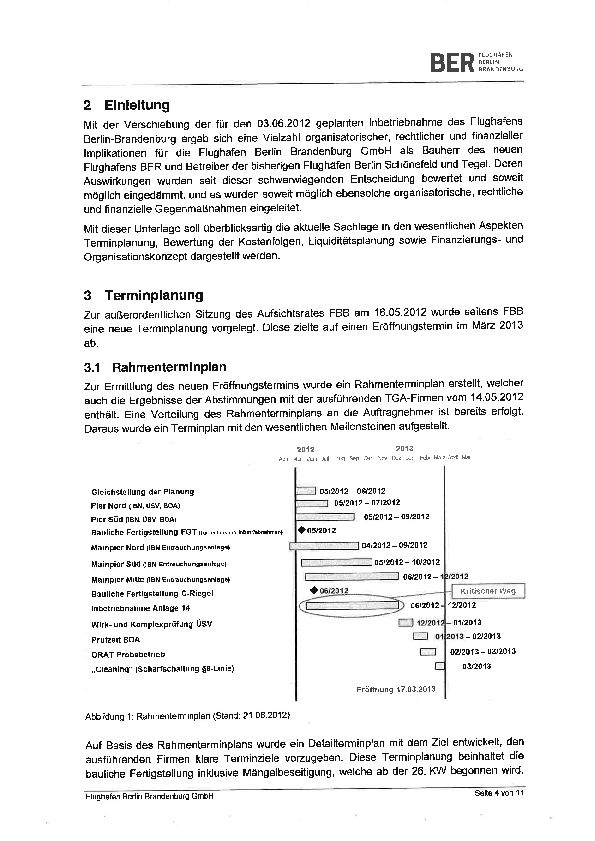 BER FLUGHAFEN
BERLIN
BRANDENBURG
2 Einleitung
Mit der Verschiebung der für den 03.06.2012 geplanten Inbetriebnahme des Flughafens
Berlin-Brandenburg ergab sich eine Vielzahl organisatorischer, rechtlicher und finanzieller
Implikationen für die Flughafen Berlin Brandenburg GmbH als Bauherr des neuen
Flughafens BER und Betreiber der bisherigen Flughäfen Berlin Schönefeld und Tegel. Deren
Auswirkungen wurden seit dieser schwerwiegenden Entscheidung bewertet und soweit
möglich eingedämmt, und es wurden soweit möglich ebensolche organisatorische, rechtliche
und finanzielle Gegenmaßnahmen eingeleitet.
Mit dieser Unterlage soll überblicksartig die aktuelle Sachlage in den wesentlichen Aspekten
Terminplanung, Bewertung der Kostenfolgen, Liquiditätsplanung sowie Finanzierungs- und
Organisationskonzept dargestellt werden.
3 Terminplanung
Zur außerordentlichen Sitzung des Aufsichtsrates FBB am 16.05.2012 wurde seitens FBB
eine neue Terminplanung vorgelegt. Diese zielte auf einen Eröffnungstermin im März 2013
ab.
3.1 Rahmenterminplan
Zur Ermittlung des neuen Eröffnungstermins wurde ein Rahmenterminplan erstellt, welcher
auch die Ergebnisse der Abstimmungen mit der ausführenden TGA-Firmen vom 14.05.2012
enthält. Eine Verteilung des Rahmenterminplans an die Auftragnehmer ist bereits erfolgt.
Daraus wurde ein Terminplan mit den wesentlichen Meilensteinen aufgestellt.
2012 2013
Apr Mai Jun Juli Aug Sep Okt Nov Dez Jan Feb März April Mai
Gleichstellung der Planung 05/2012 – 06/2012
Pier Nord (IBN, ÜSV, BOA) 05/2012 – 07/2012
Pier Süd (IBN, ÜSV, BOA) 05/2012 – 09/2012
Bauliche Fertigstellung FGT 05/2012
Mainpier Nord (IBN Entrauchungsanlage) 04/2012 – 09/2012
Mainpier Süd (IBN Entrauchungsanlage) 05/2012 – 10/2012
Mainpier Mitte (IBN Entrauchungsanlage) 06/2012 – 12/2012
Bauliche Fertigstellung C-Riegel 06/2012 Kritischer Weg
Inbetriebnahme Anlage 14 06/2012 – 12/2012
Wirk- und Komplexprüfung ÜSV 12/2012 – 01/2013
Prüfzeit BOA 01/2013 – 02/2013
ORAT Probebetrieb 02/2013 – 03/2013
„Cleaning“ (Scharfschaltung §8-Linie) 03/2013
Eröffnung 17.03.2013
Abbildung 1: Rahmenterminplan (Stand: 21.06.2012)
Auf Basis des Rahmenterminplans wurde ein Detailterminplan mit dem Ziel entwickelt, den
ausführenden Firmen klare Terminziele vorzugeben. Diese Terminplanung beinhaltet die
bauliche Fertigstellung inklusive Mängelbeseitigung, welche ab der 26. KW begonnen wird.
Flughafen Berlin Brandenburg GmbH Seite 4 von 11